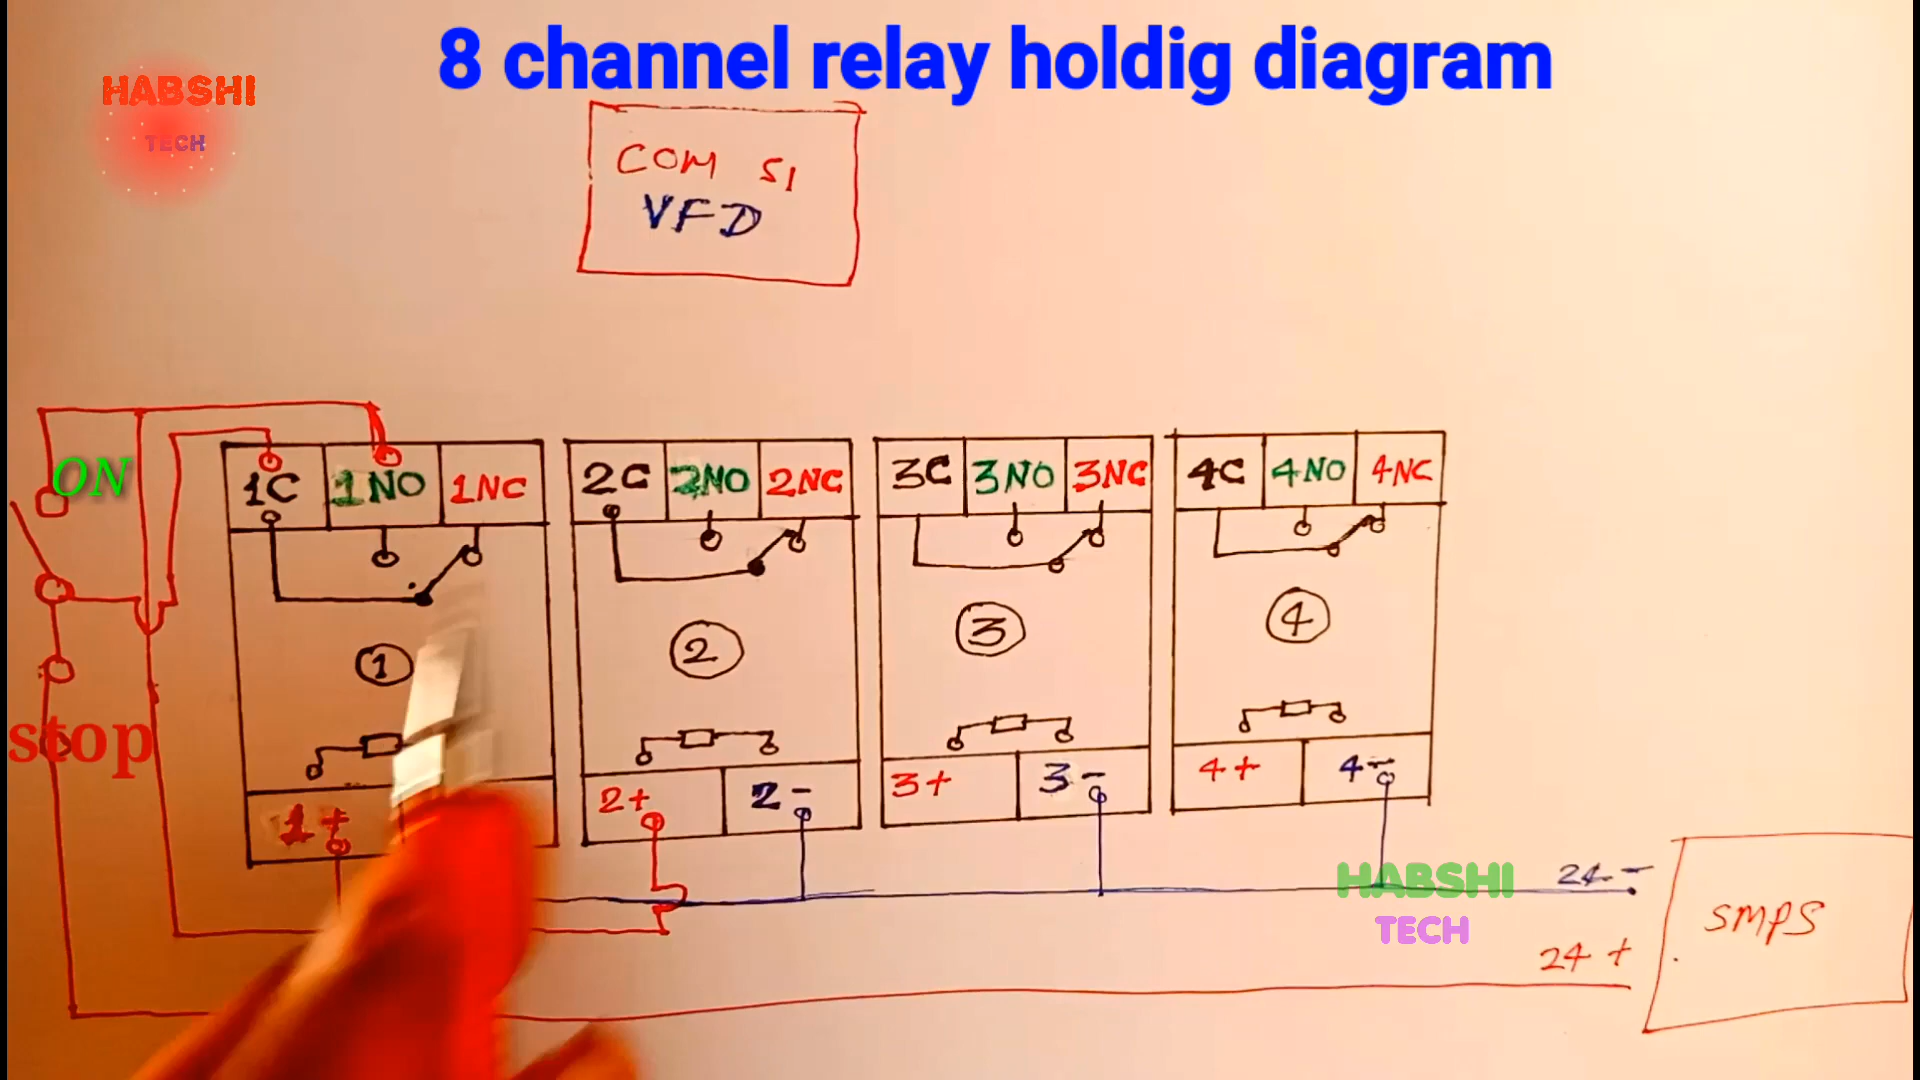 8 channel relay holdig diagram
HABSHI
TECH
COM S1
VFD
ON
1C 1NO 1NC
2C 2NO 2NC
3C 3NO 3NC
4C 4NO 4NC
1
2
3
4
stop
1+
2+ 2-
3+ 3-
4+ 4-
HABSHI
TECH
24-
24+
SMPS